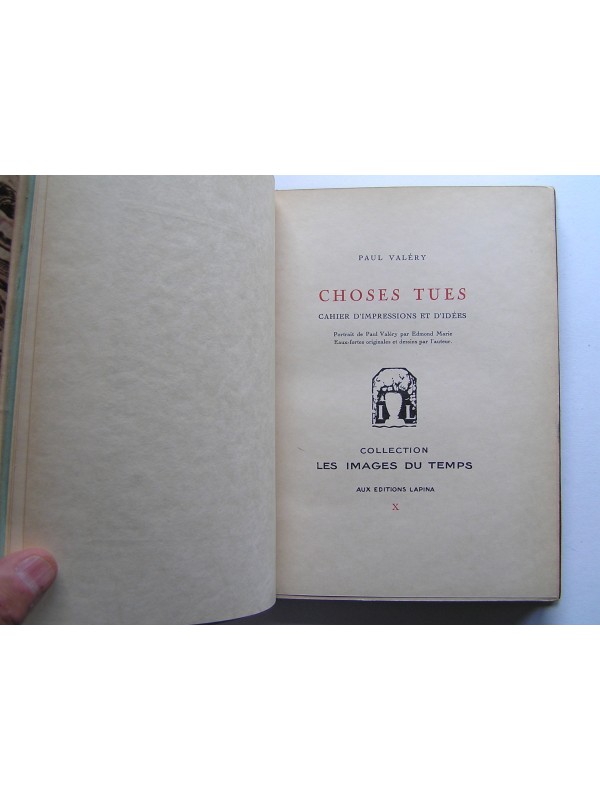 PAUL VALÉRY
CHOSES TUES
CAHIER D'IMPRESSIONS ET D'IDÉES
Portrait de Paul Valéry par Edmond Marie
Eaux-fortes originales et dessins par l'auteur.
I L
COLLECTION
LES IMAGES DU TEMPS
AUX EDITIONS LAPINA
X